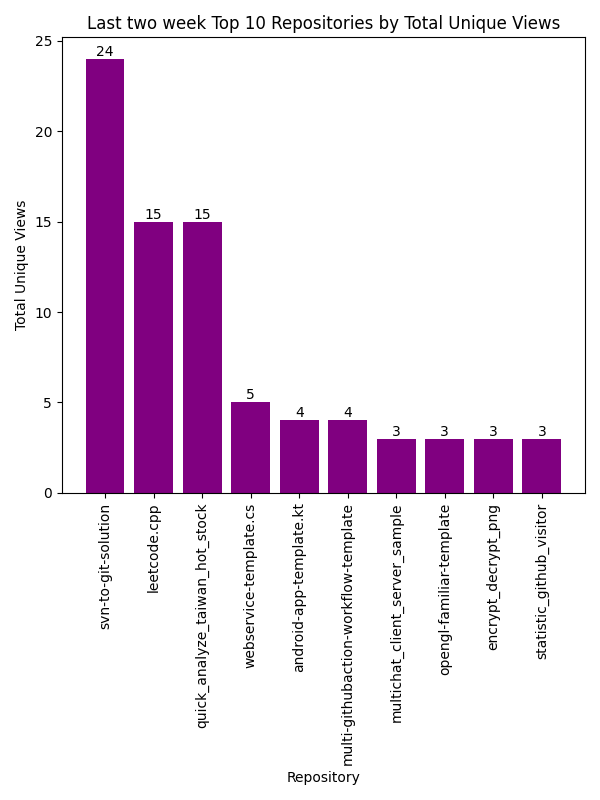 Last two week Top 10 Repositories by Total Unique Views
Total Unique Views
25
20
15
10
5
0
24
15
15
5
4
4
3
3
3
3
svn-to-git-solution
leetcode.cpp
quick_analyze_taiwan_hot_stock
webservice-template.cs
android-app-template.kt
multi-githubaction-workflow-template
multichat_client_server_sample
opengl-familiar-template
encrypt_decrypt_png
statistic_github_visitor
Repository